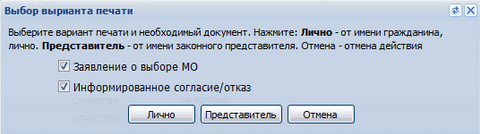 Выбор вырианта печати
Выберите вариант печати и необходимый документ. Нажмите: Лично - от имени гражданина,
лично. Представитель - от имени законного представителя. Отмена - отмена действия
Заявление о выборе МО
Информированное согласие/отказ
Лично Представитель Отмена